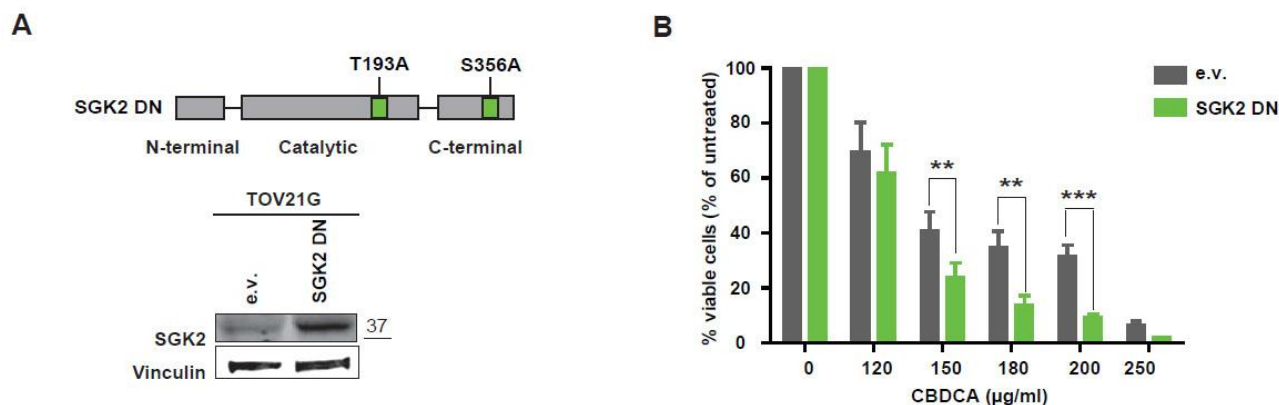 A
T193A S356A
SGK2 DN
N-terminal Catalytic C-terminal
TOV21G
e.v.
SGK2 DN
SGK2
37
Vinculin
B
e.v.
SGK2 DN
% viable cells (% of untreated)
100
80
60
40
20
0
** ** ***
0 120 150 180 200 250
CBDCA (µg/ml)